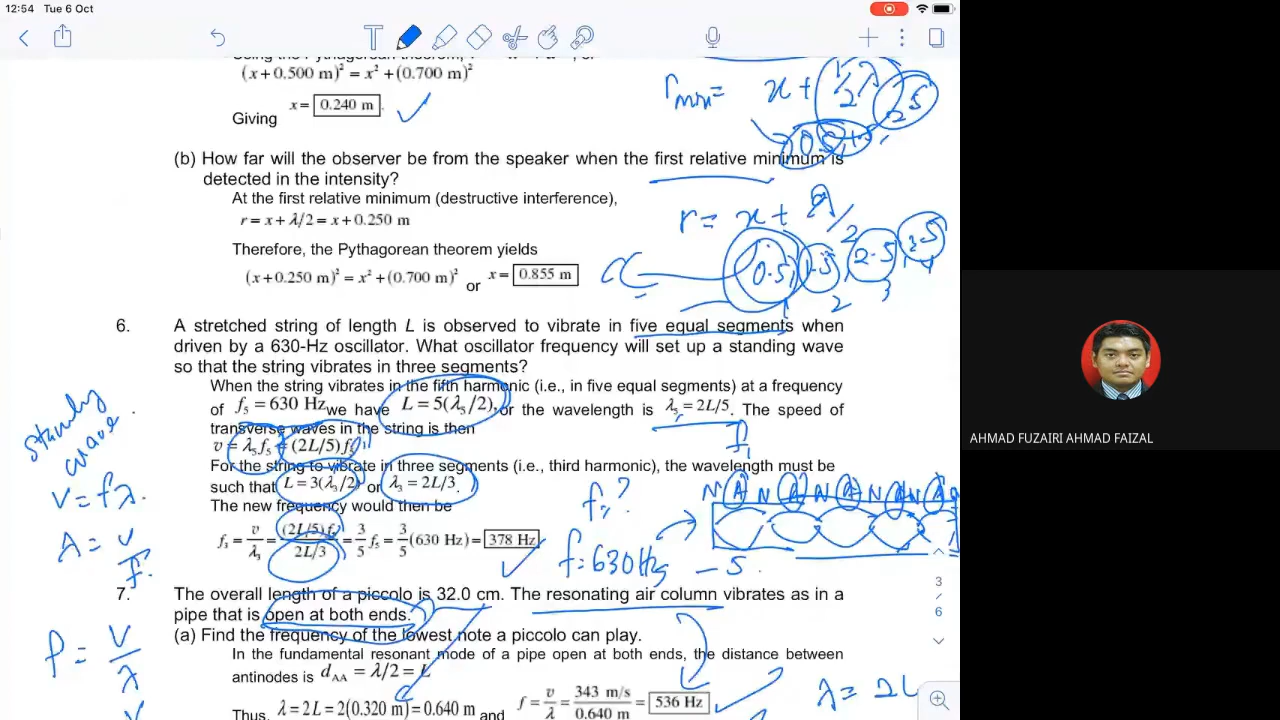 12:54 Tue 6 Oct
(x+0.500 m)² = x² +(0.700 m)²
x = 0.240 m
Giving
(b) How far will the observer be from the speaker when the first relative minimum is
detected in the intensity?
At the first relative minimum (destructive interference),
r = x + λ/2 = x + 0.250 m
Therefore, the Pythagorean theorem yields
(x+0.250 m)² = x² +(0.700 m)² or x = 0.855 m
r min = x + 1/2 λ
r = x + λ/2
0.5, 1.5 2.5
6. A stretched string of length L is observed to vibrate in five equal segments when
driven by a 630-Hz oscillator. What oscillator frequency will set up a standing wave
so that the string vibrates in three segments?
When the string vibrates in the fifth harmonic (i.e., in five equal segments) at a frequency
of f₅ = 630 Hz we have L = 5(λ₅/2), or the wavelength is λ₅ = 2L/5. The speed of
transverse waves in the string is then
v = λ₅f₅ = (2L/5)f₅
For the string to vibrate in three segments (i.e., third harmonic), the wavelength must be
such that L = 3(λ₃/2) or λ₃ = 2L/3.
The new frequency would then be
f₃ = v/λ₃ = (2L/5)f₅ / 2L/3 = 3/5 f₅ = 3/5 (630 Hz) = 378 Hz
wave
v = fλ.
λ = v/f
f = v/λ
N A N A N A N A N A
f = 630 Hz – 5
7. The overall length of a piccolo is 32.0 cm. The resonating air column vibrates as in a
pipe that is open at both ends.
(a) Find the frequency of the lowest note a piccolo can play.
In the fundamental resonant mode of a pipe open at both ends, the distance between
antinodes is dAA = λ/2 = L
Thus, λ = 2L = 2(0.320 m) = 0.640 m and f = v/λ = 343 m/s / 0.640 m = 536 Hz
λ = 2L
3
/
6
AHMAD FUZAIRI AHMAD FAIZAL